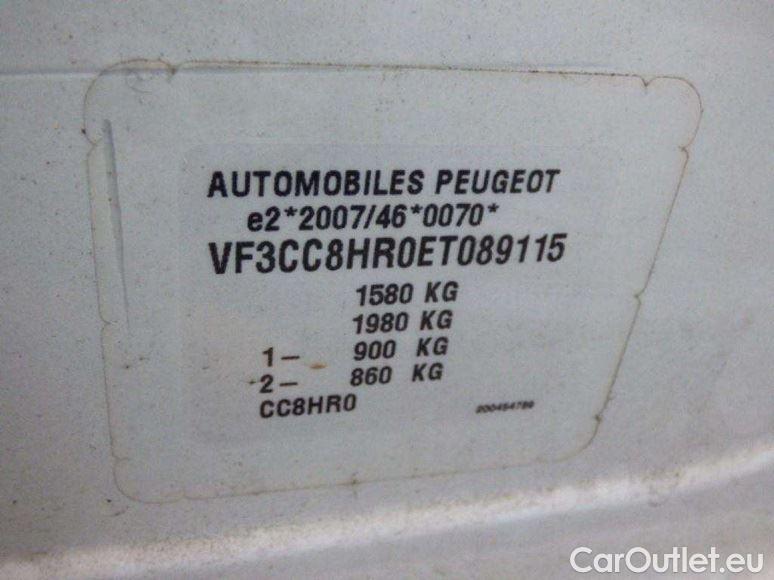 AUTOMOBILES PEUGEOT
e2*2007/46*0070*
VF3CC8HR0ET089115
1580 KG
1980 KG
1– 900 KG
2– 860 KG
CC8HR0
CarOutlet.eu